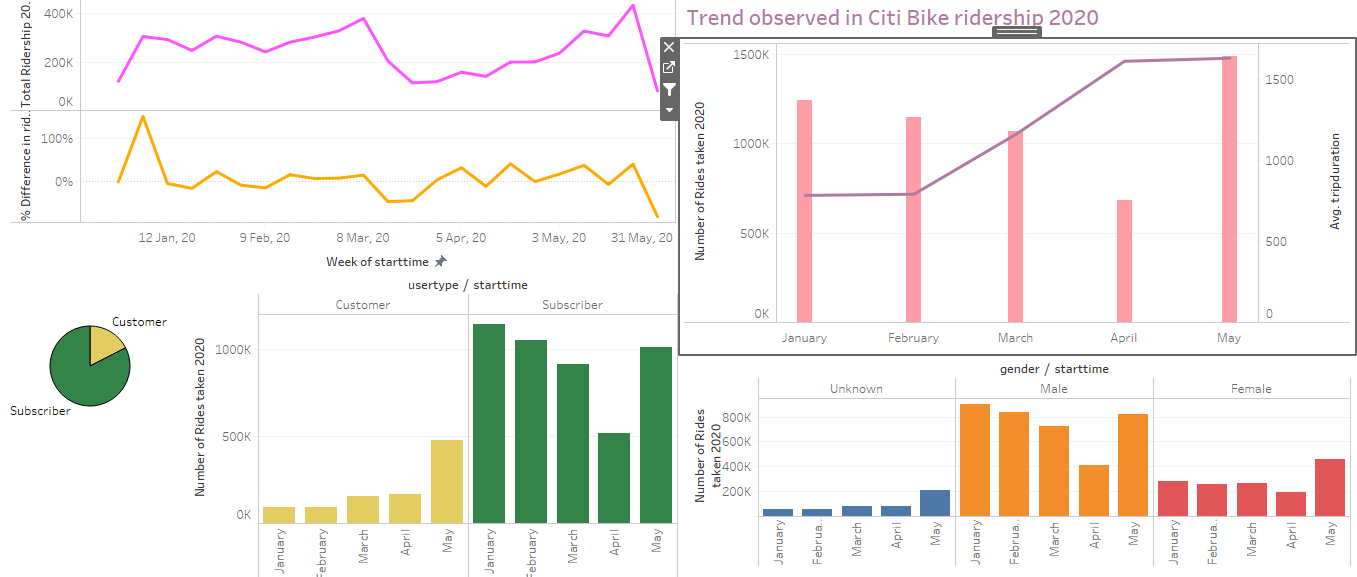 Total Ridership 20..
400K
200K
0K
% Difference in rid..
100%
0%
12 Jan, 20
9 Feb, 20
8 Mar, 20
5 Apr, 20
3 May, 20
31 May, 20
Week of starttime
Trend observed in Citi Bike ridership 2020
Number of Rides taken 2020
1500K
1000K
500K
0K
1500
1000
500
0
Avg. tripduration
January
February
March
April
May
Customer
Subscriber
usertype / starttime
Customer
Subscriber
Number of Rides taken 2020
1000K
500K
0K
January
February
March
April
May
January
February
March
April
May
gender / starttime
Unknown
Male
Female
Number of Rides
taken 2020
800K
600K
400K
200K
January
Februa..
March
April
May
January
Februa..
March
April
May
January
Februa..
March
April
May